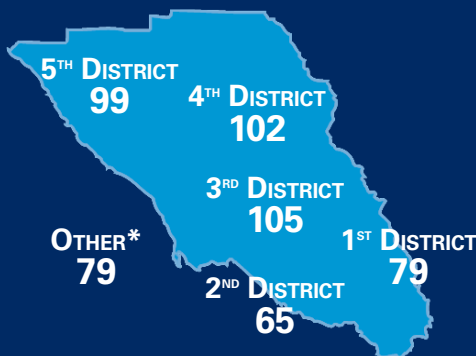 5TH DISTRICT
99
4TH DISTRICT
102
3RD DISTRICT
105
OTHER*
79
1ST DISTRICT
79
2ND DISTRICT
65